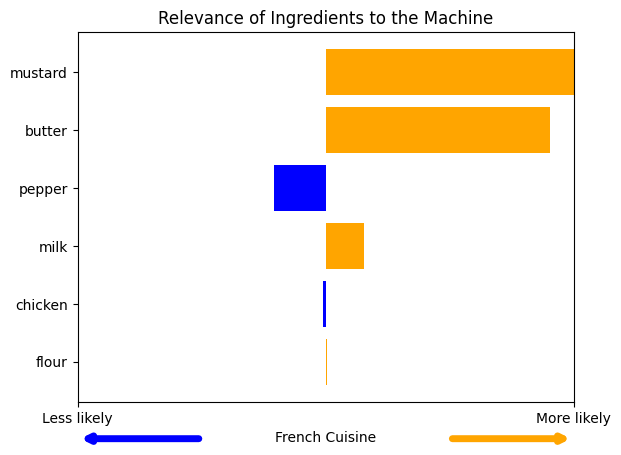 Relevance of Ingredients to the Machine
mustard
butter
pepper
milk
chicken
flour
Less likely
More likely
French Cuisine